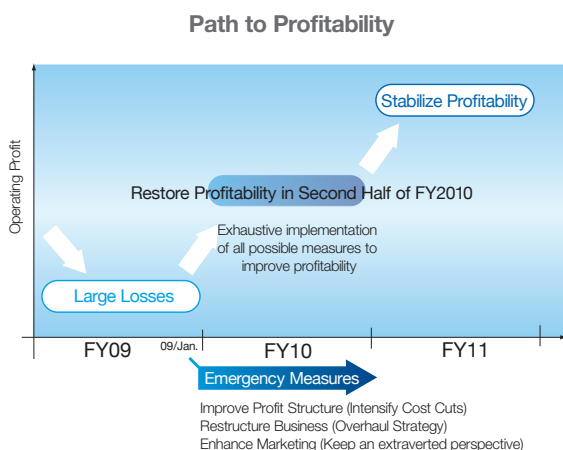 Path to Profitability
Operating Profit
Stabilize Profitability
Restore Profitability in Second Half of FY2010
Exhaustive implementation
of all possible measures to
improve profitability
Large Losses
FY09
09/Jan.
FY10
FY11
Emergency Measures
Improve Profit Structure (Intensify Cost Cuts)
Restructure Business (Overhaul Strategy)
Enhance Marketing (Keep an extraverted perspective)